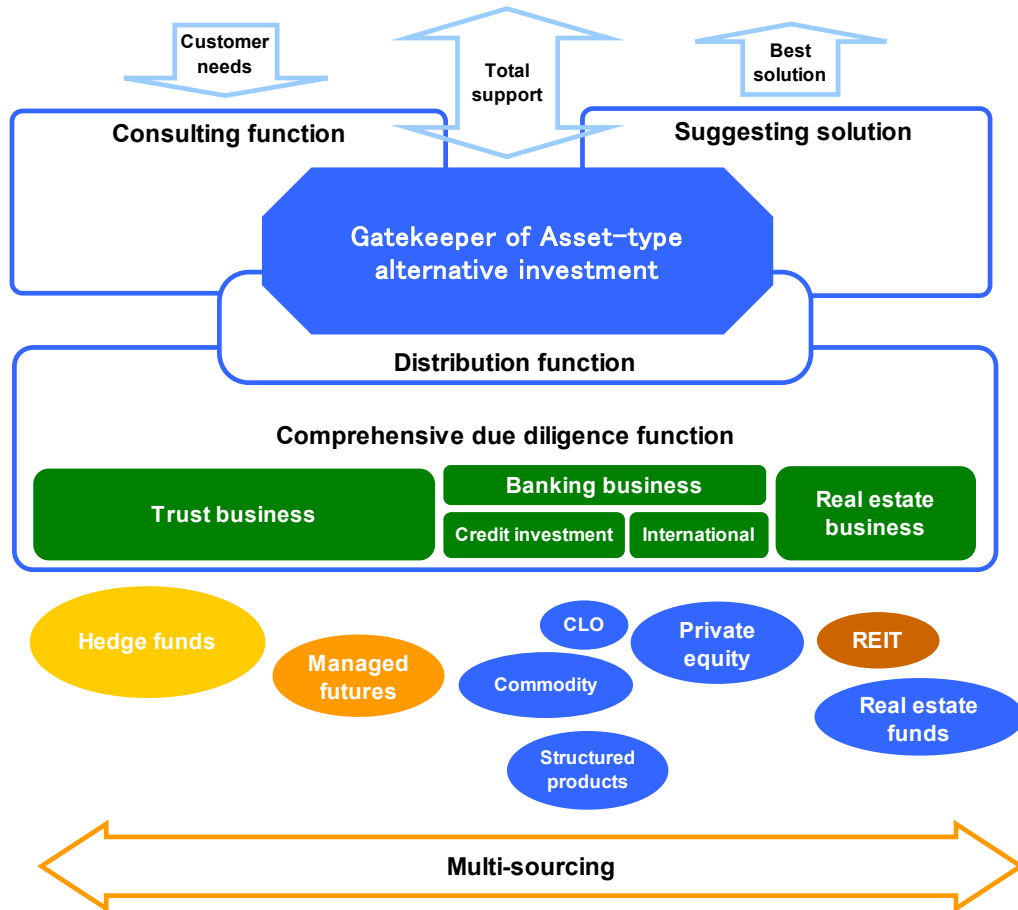 Customer
needs
Total
support
Best
solution
Consulting function
Suggesting solution
Gatekeeper of Asset-type
alternative investment
Distribution function
Comprehensive due diligence function
Trust business
Banking business
Credit investment
International
Real estate
business
Hedge funds
Managed
futures
CLO
Commodity
Structured
products
Private
equity
REIT
Real estate
funds
Multi-sourcing